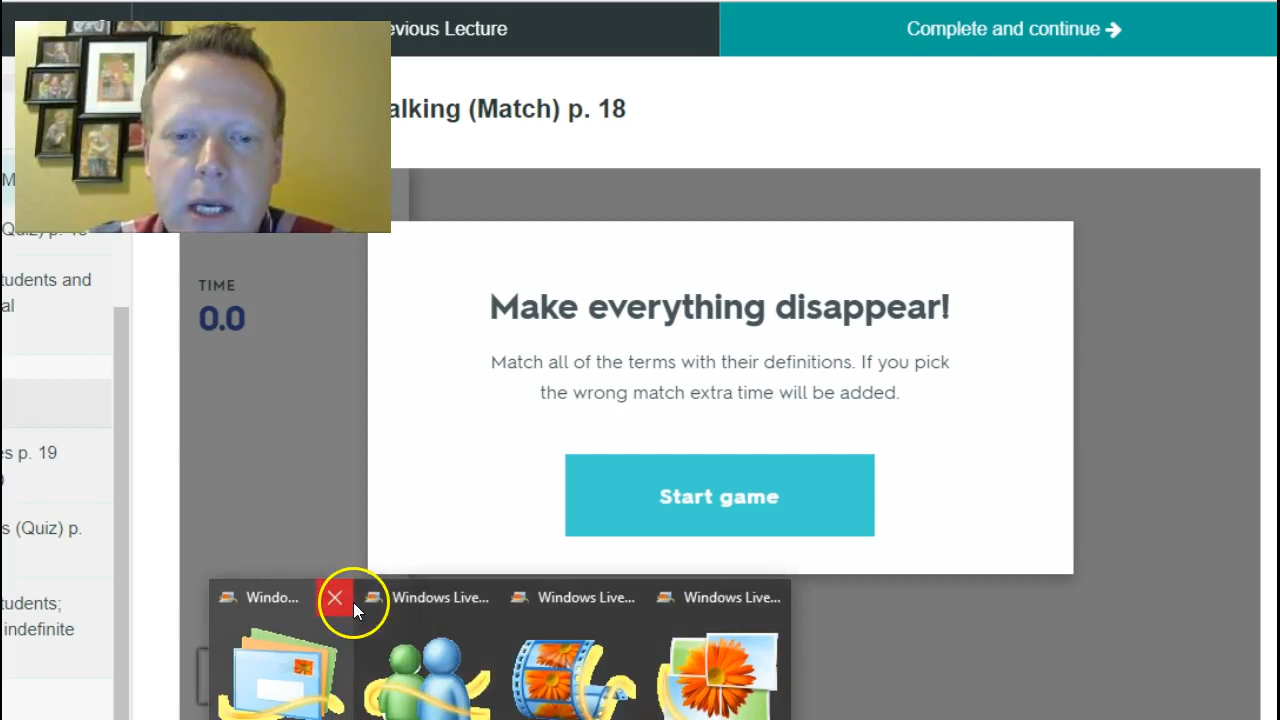 evious Lecture
Complete and continue
alking (Match) p. 18
M
Quiz) p. 18
tudents and
al
TIME
0.0
Make everything disappear!
Match all of the terms with their definitions. If you pick
the wrong match extra time will be added.
Start game
es p. 19
)
s (Quiz) p.
tudents;
indefinite
Windo...
Windows Live...
Windows Live...
Windows Live...